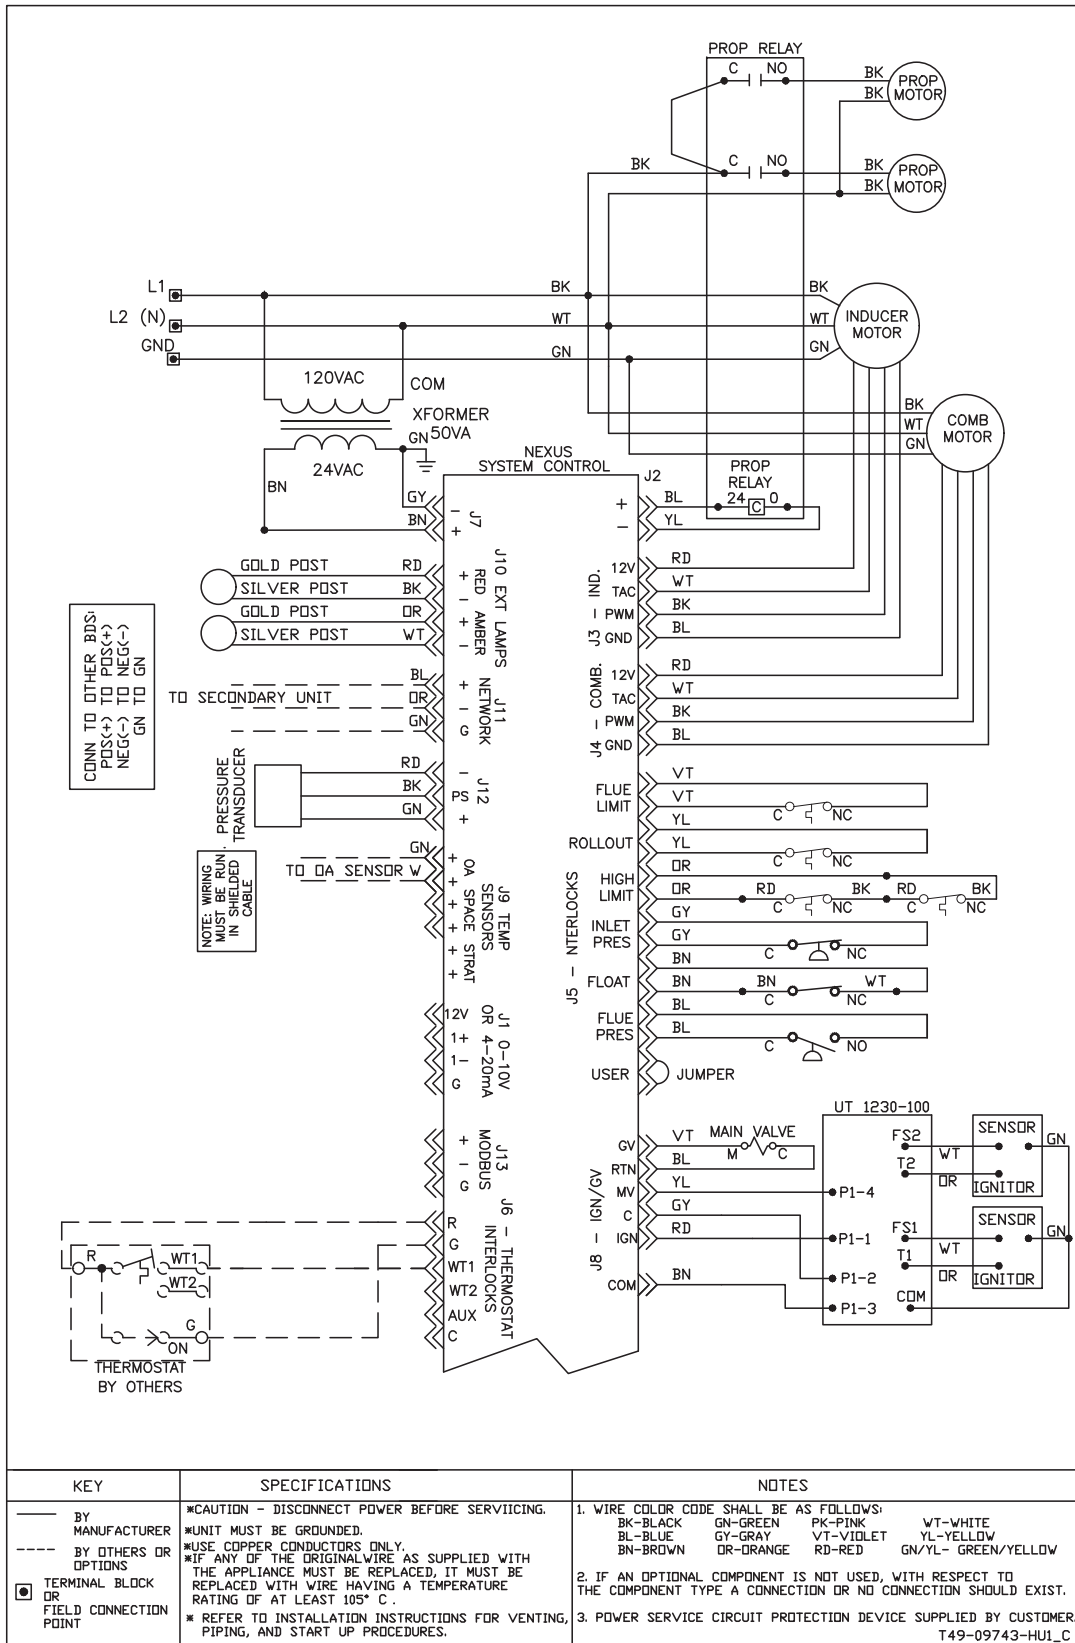 PROP RELAY
C NO
BK
PROP
MOTOR
BK
BK
C NO
BK
PROP
MOTOR
BK
L1
BK
BK
L2 (N)
WT
WT
INDUCER
MOTOR
GND
GN
GN
120VAC
COM
XFORMER
50VA
GN
24VAC
BN
BK
WT
GN
COMB
MOTOR
NEXUS
SYSTEM CONTROL
J2
PROP
RELAY
24 C 0
GY
BN
-
+
J7
+
-
BL
YL
GOLD POST RD
SILVER POST BK
GOLD POST OR
SILVER POST WT
+
-
+
-
RED AMBER
J10 EXT LAMPS
12V RD
TAC WT
PWM BK
GND BL
J3 - IND.
12V RD
TAC WT
PWM BK
GND BL
J4 - COMB.
CONN TO OTHER BDS:
POS(+) TO POS(+)
NEG(-) TO NEG(-)
GN TO GN
TO SECONDARY UNIT
BL
OR
GN
+
-
G
NETWORK
J11
PRESSURE
TRANSDUCER
RD
BK
GN
-
PS
+
J12
NOTE: WIRING
MUST BE RUN
IN SHIELDED
CABLE
GN
TO OA SENSOR W
+
+
+
+
+
+
OA SPACE STRAT
J9 TEMP
SENSORS
12V
1+
1-
G
J1 0-10V
OR 4-20mA
+
-
G
MODBUS
J13
J5 - NTERLOCKS
FLUE
LIMIT
VT
VT
C NC
ROLLOUT
YL
YL
C NC
HIGH
LIMIT
OR
OR
RD BK RD BK
C NC C NC
INLET
PRES
GY
GY
C NC
FLOAT
BN
BN
BN WT
C NC
FLUE
PRES
BL
BL
C NO
USER
JUMPER
J8 - IGN/GV
GV VT MAIN VALVE
M C
RTN BL
MV YL
C GY
IGN RD
COM BN
UT 1230-100
P1-4
P1-1
P1-2
P1-3
FS2
T2
FS1
T1
COM
WT
OR
SENSOR
IGNITOR
GN
WT
OR
SENSOR
IGNITOR
GN
J6 - THERMOSTAT
INTERLOCKS
R
G
WT1
WT2
AUX
C
R
WT1
WT2
G
ON
THERMOSTAT
BY OTHERS
KEY
BY
MANUFACTURER
BY OTHERS OR
OPTIONS
TERMINAL BLOCK
OR
FIELD CONNECTION
POINT
SPECIFICATIONS
*CAUTION - DISCONNECT POWER BEFORE SERVIICING.
*UNIT MUST BE GROUNDED.
*USE COPPER CONDUCTORS ONLY.
*IF ANY OF THE ORIGINALWIRE AS SUPPLIED WITH
THE APPLIANCE MUST BE REPLACED, IT MUST BE
REPLACED WITH WIRE HAVING A TEMPERATURE
RATING OF AT LEAST 105° C .
* REFER TO INSTALLATION INSTRUCTIONS FOR VENTING,
PIPING, AND START UP PROCEDURES.
NOTES
1. WIRE COLOR CODE SHALL BE AS FOLLOWS:
BK-BLACK GN-GREEN PK-PINK WT-WHITE
BL-BLUE GY-GRAY VT-VIOLET YL-YELLOW
BN-BROWN OR-ORANGE RD-RED GN/YL- GREEN/YELLOW
2. IF AN OPTIONAL COMPONENT IS NOT USED, WITH RESPECT TO
THE COMPONENT TYPE A CONNECTION OR NO CONNECTION SHOULD EXIST.
3. POWER SERVICE CIRCUIT PROTECTION DEVICE SUPPLIED BY CUSTOMER.
T49-09743-HU1_C